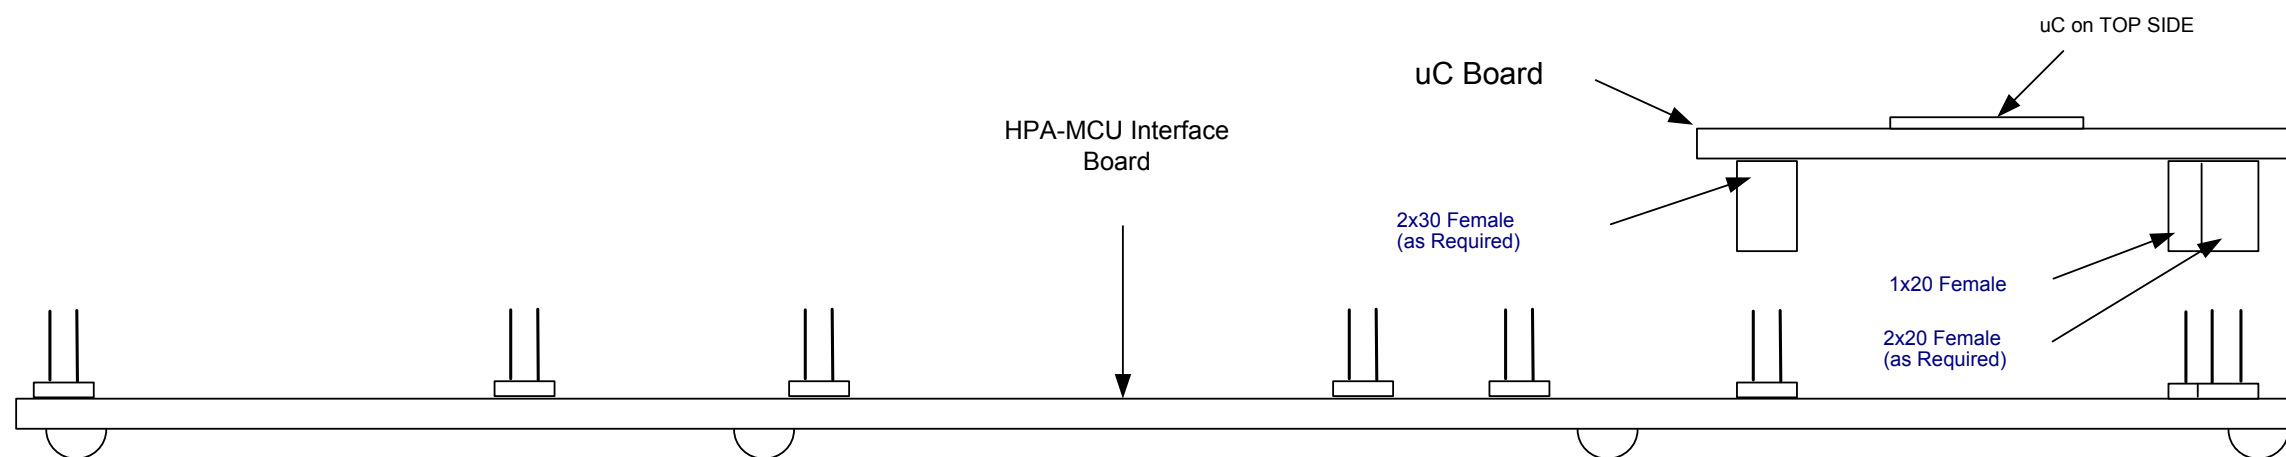 uC on TOP SIDE
uC Board
HPA-MCU Interface
Board
2x30 Female
(as Required)
1x20 Female
2x20 Female
(as Required)